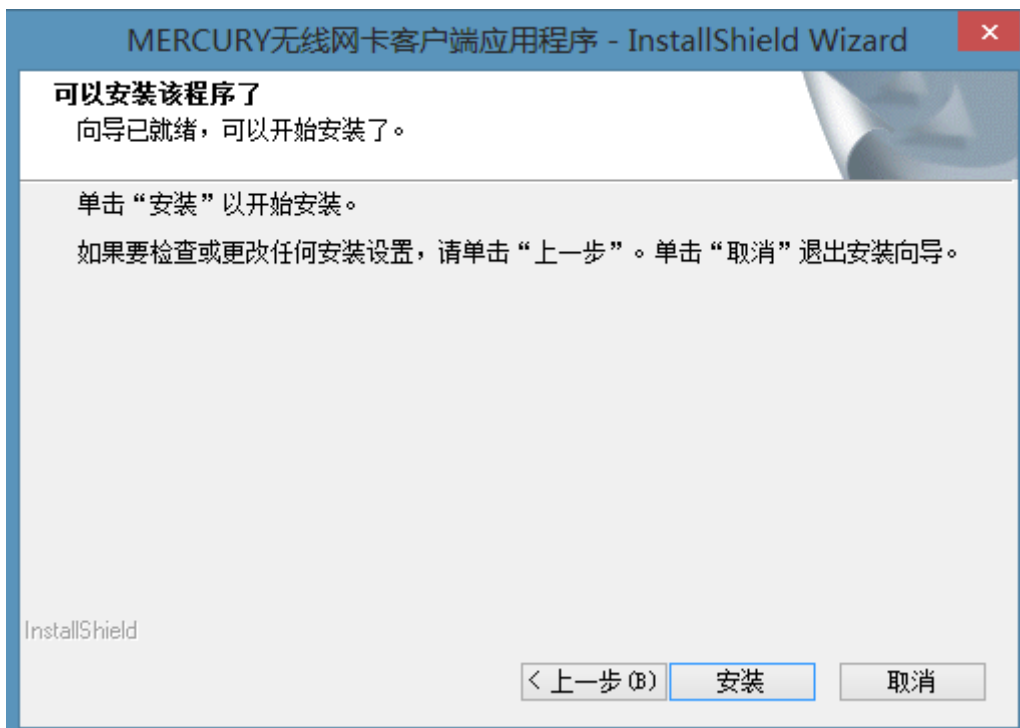 MERCURY无线网卡客户端应用程序 - InstallShield Wizard
可以安装该程序了
向导已就绪，可以开始安装了。
单击“安装”以开始安装。
如果要检查或更改任何安装设置，请单击“上一步”。单击“取消”退出安装向导。
InstallShield
< 上一步(B) 安装 取消